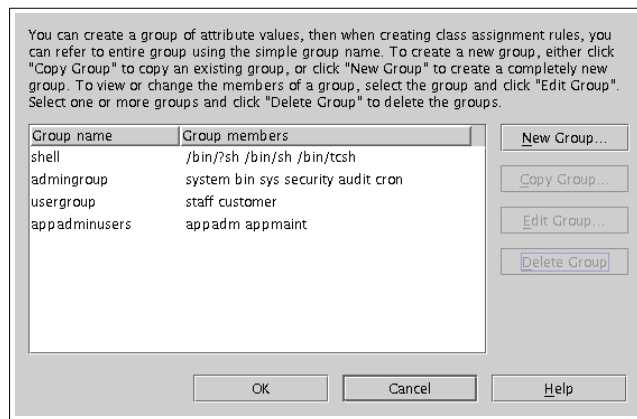 You can create a group of attribute values, then when creating class assignment rules, you
can refer to entire group using the simple group name. To create a new group, either click
"Copy Group" to copy an existing group, or click "New Group" to create a completely new
group. To view or change the members of a group, select the group and click "Edit Group".
Select one or more groups and click "Delete Group" to delete the groups.
Group name Group members
shell /bin/?sh /bin/sh /bin/tcsh
admingroup system bin sys security audit cron
usergroup staff customer
appadminusers appadm appmaint
New Group...
Copy Group...
Edit Group...
Delete Group
OK Cancel Help